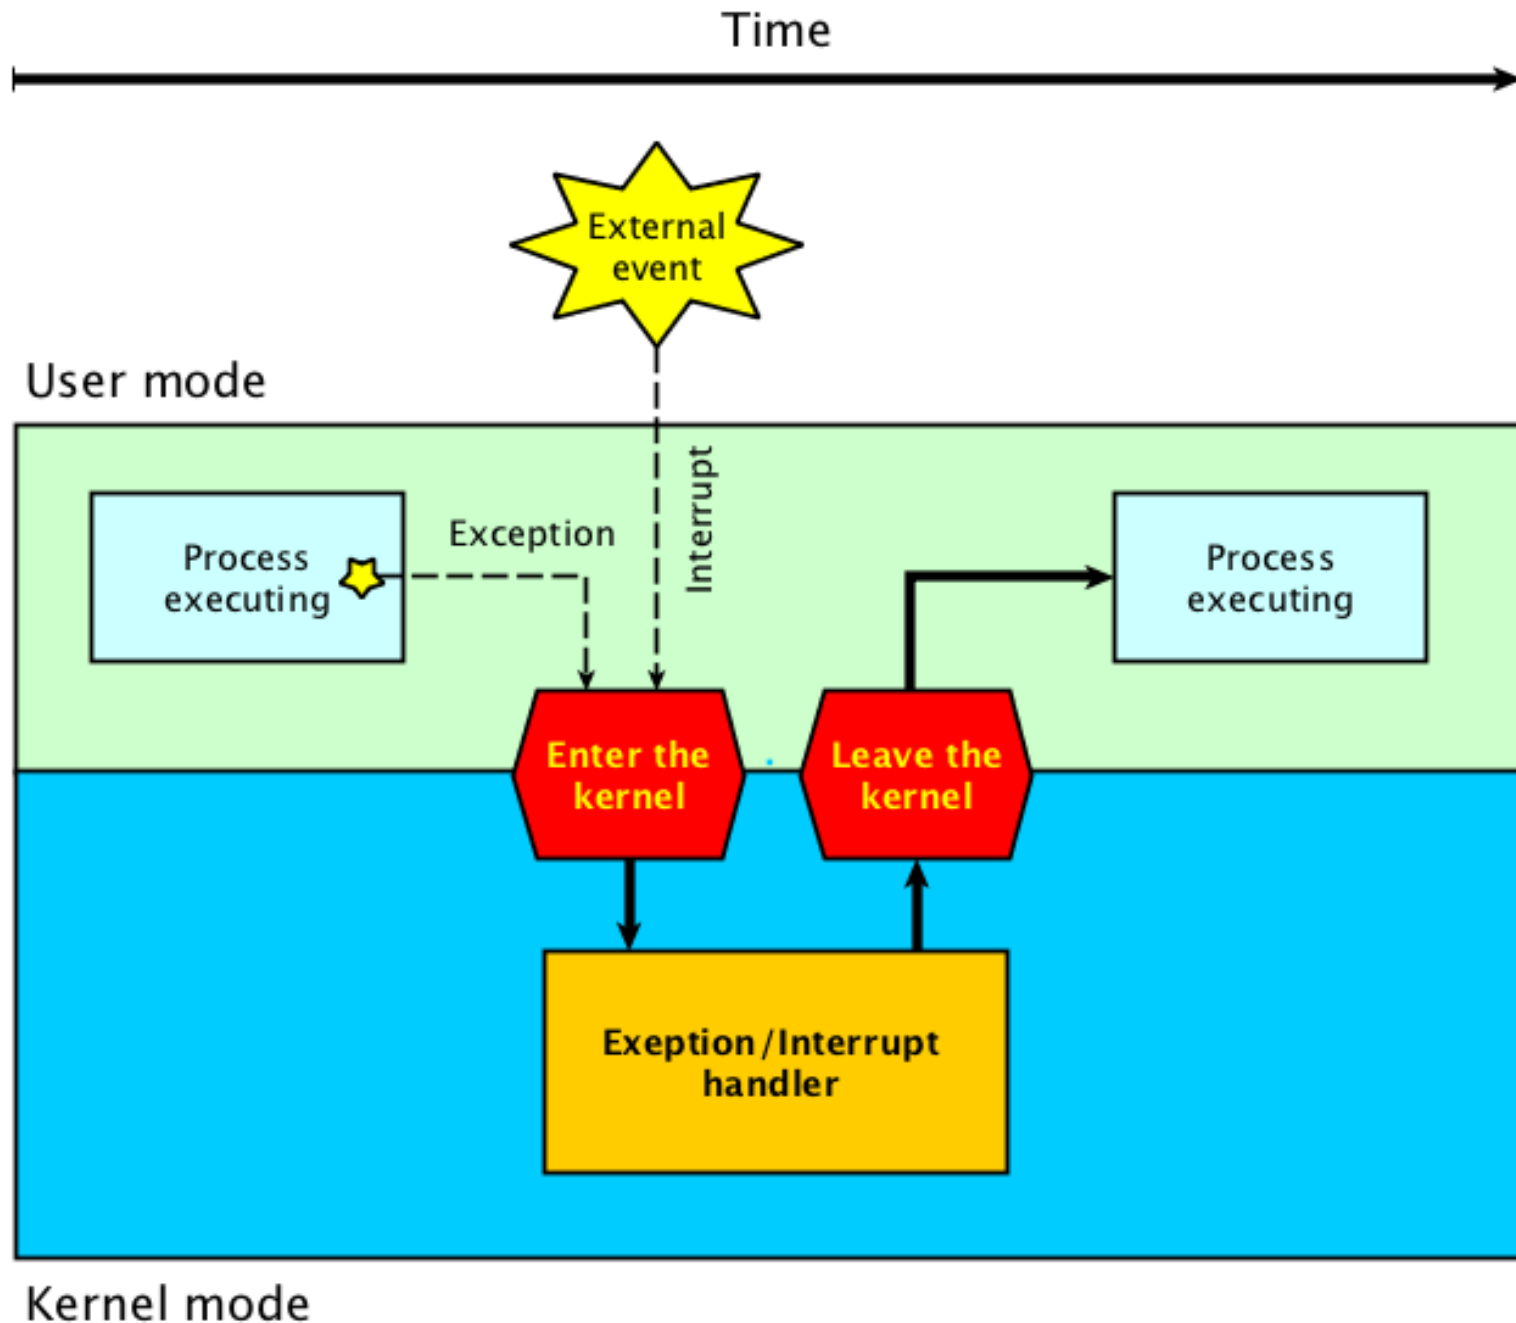 Time
External
event
User mode
Exception
Interrupt
Process
executing
Process
executing
Enter the
kernel
Leave the
kernel
Exeption/Interrupt
handler
Kernel mode